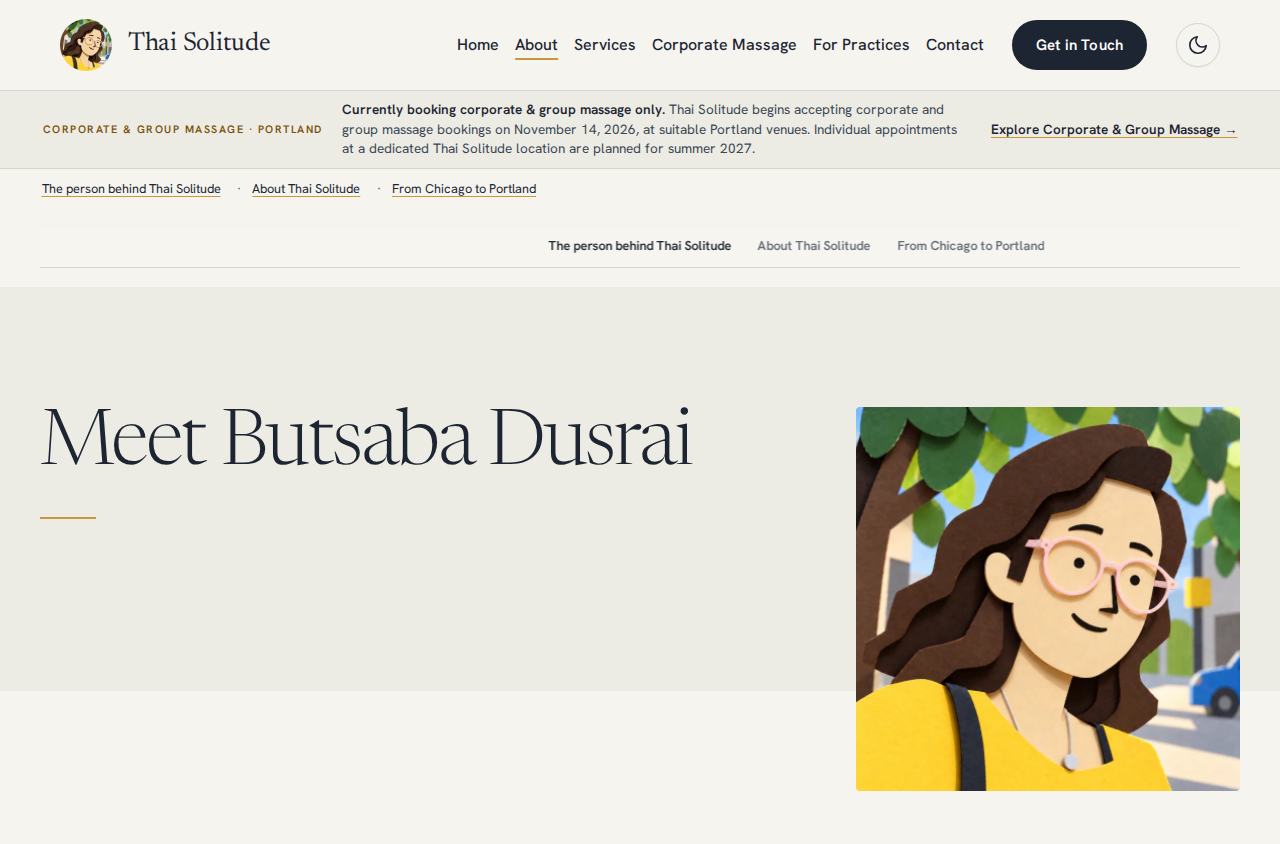 Thai Solitude
Home About Services Corporate Massage For Practices Contact Get in Touch
CORPORATE & GROUP MASSAGE · PORTLAND
Currently booking corporate & group massage only. Thai Solitude begins accepting corporate and
group massage bookings on November 14, 2026, at suitable Portland venues. Individual appointments
at a dedicated Thai Solitude location are planned for summer 2027.
Explore Corporate & Group Massage →
The person behind Thai Solitude · About Thai Solitude · From Chicago to Portland
The person behind Thai Solitude About Thai Solitude From Chicago to Portland
Meet Butsaba Dusrai